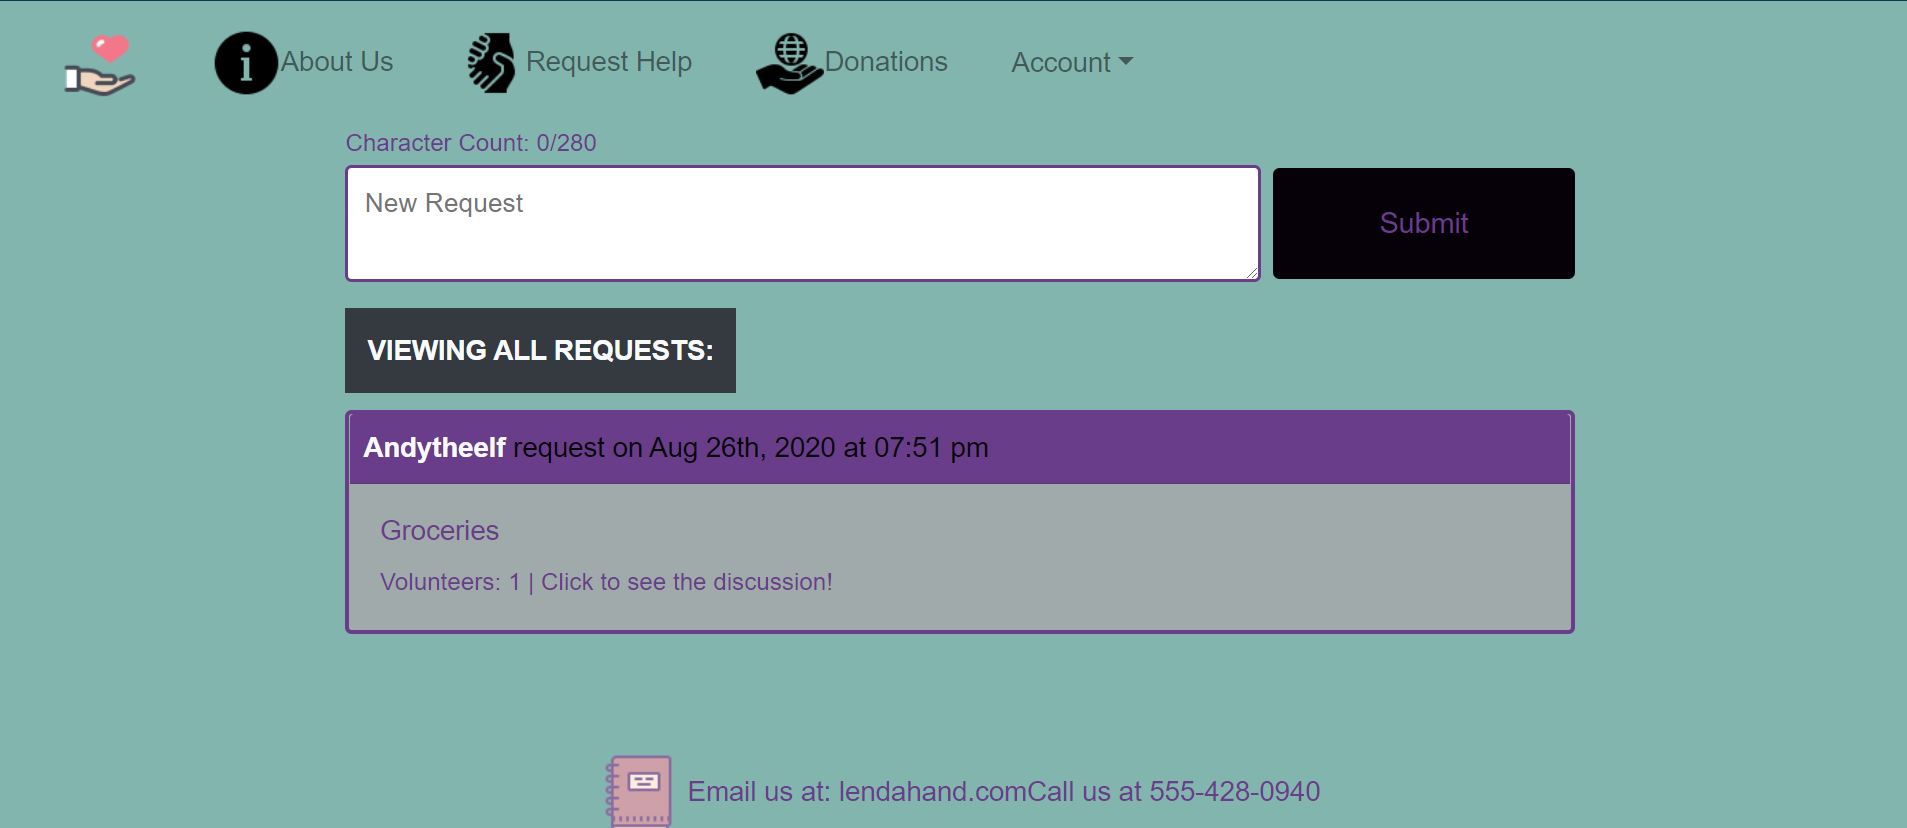 About Us Request Help Donations Account
Character Count: 0/280
New Request
Submit
VIEWING ALL REQUESTS:
Andytheelf request on Aug 26th, 2020 at 07:51 pm
Groceries
Volunteers: 1 | Click to see the discussion!
Email us at: lendahand.comCall us at 555-428-0940